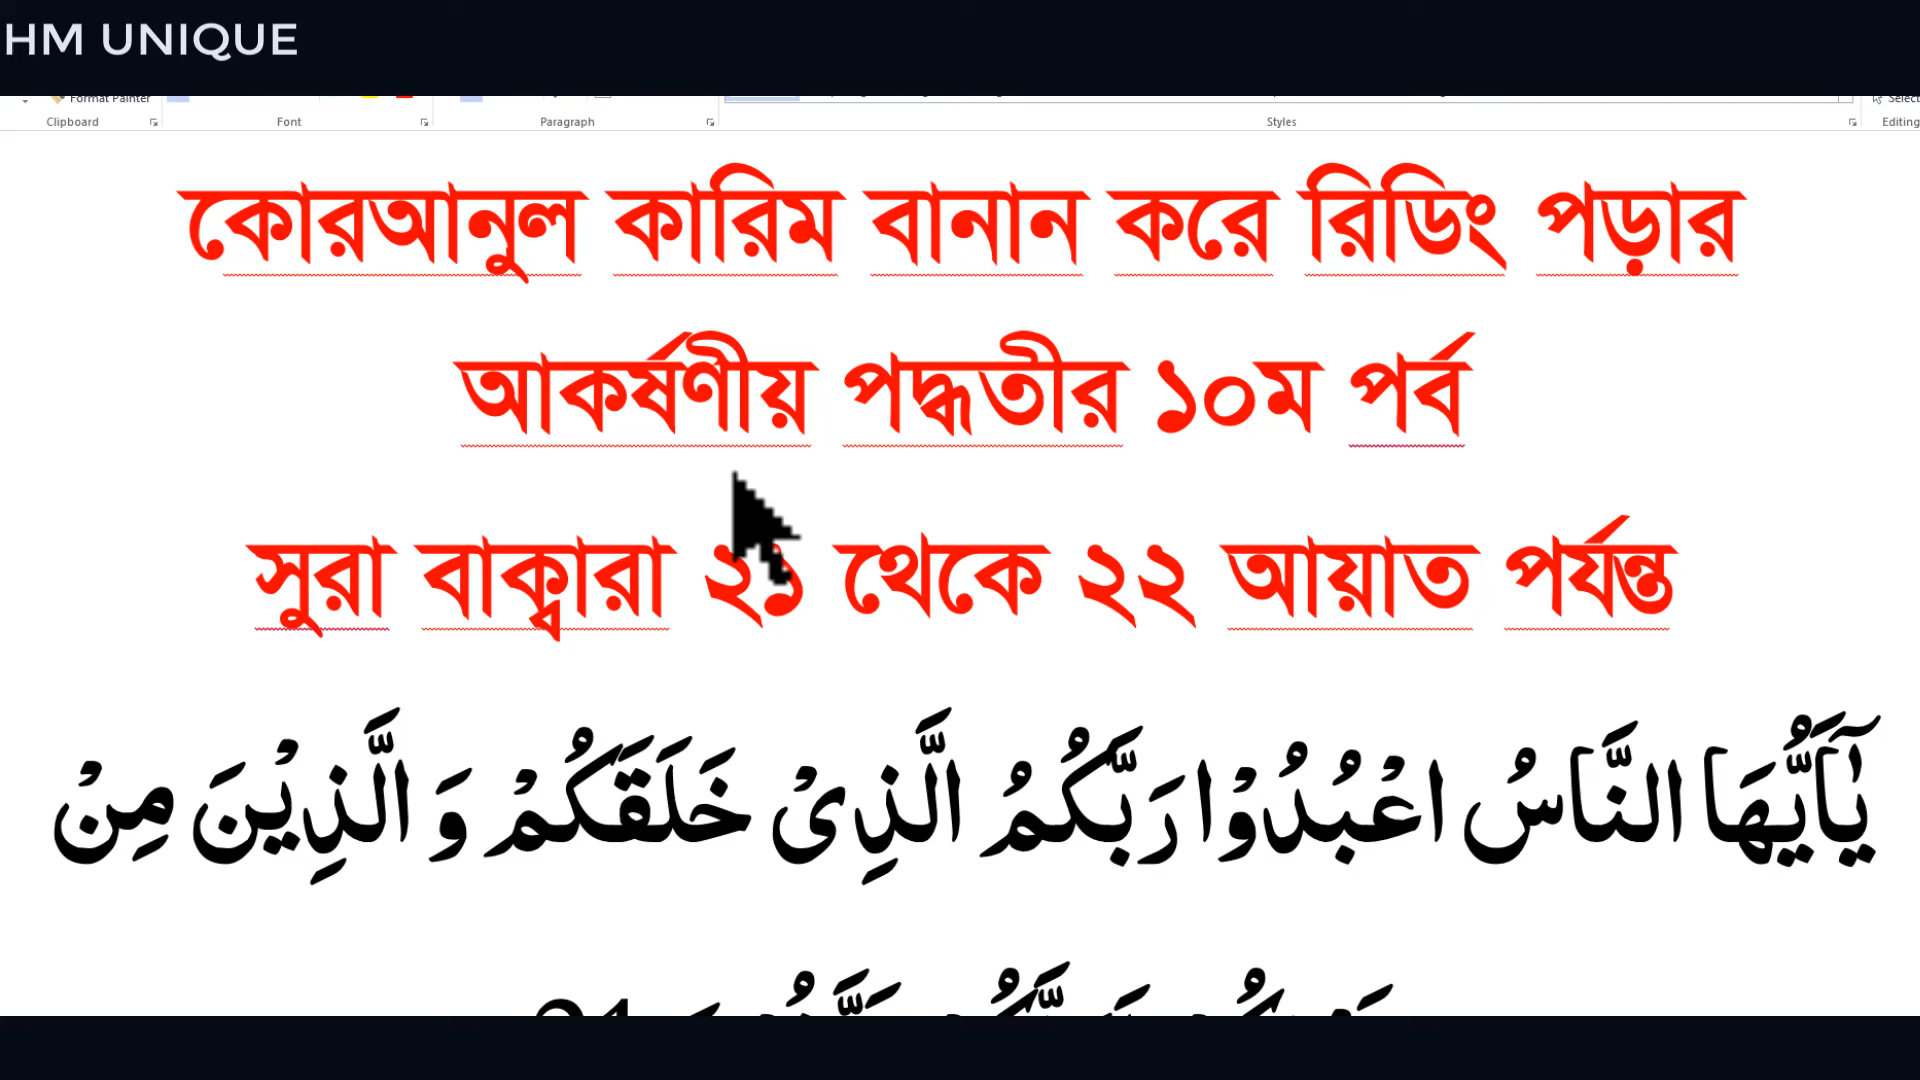 HM UNIQUE
Format Painter
Clipboard Font Paragraph Styles Editing
কোরআনুল কারিম বানান করে রিডিং পড়ার
আকর্ষণীয় পদ্ধতীর ১০ম পর্ব
সুরা বাক্বারা ২১ থেকে ২২ আয়াত পর্যন্ত
يٰۤاَيُّهَا النَّاسُ اعْبُدُوْا رَبَّكُمُ الَّذِىْ خَلَقَكُمْ وَ الَّذِيْنَ مِنْ